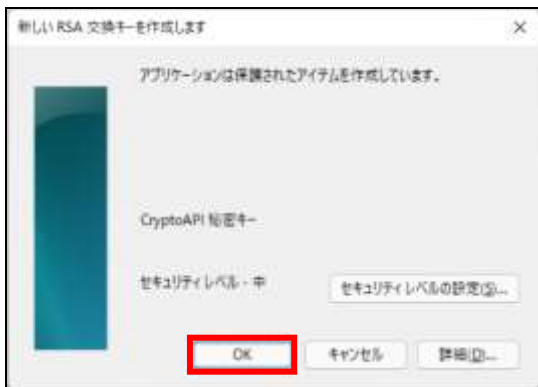 新しい RSA 交換キーを作成します
アプリケーションは保護されたアイテムを作成しています。
CryptoAPI 秘密キー
セキュリティ レベル - 中
セキュリティ レベルの設定(S)...
OK
キャンセル
詳細(D)...